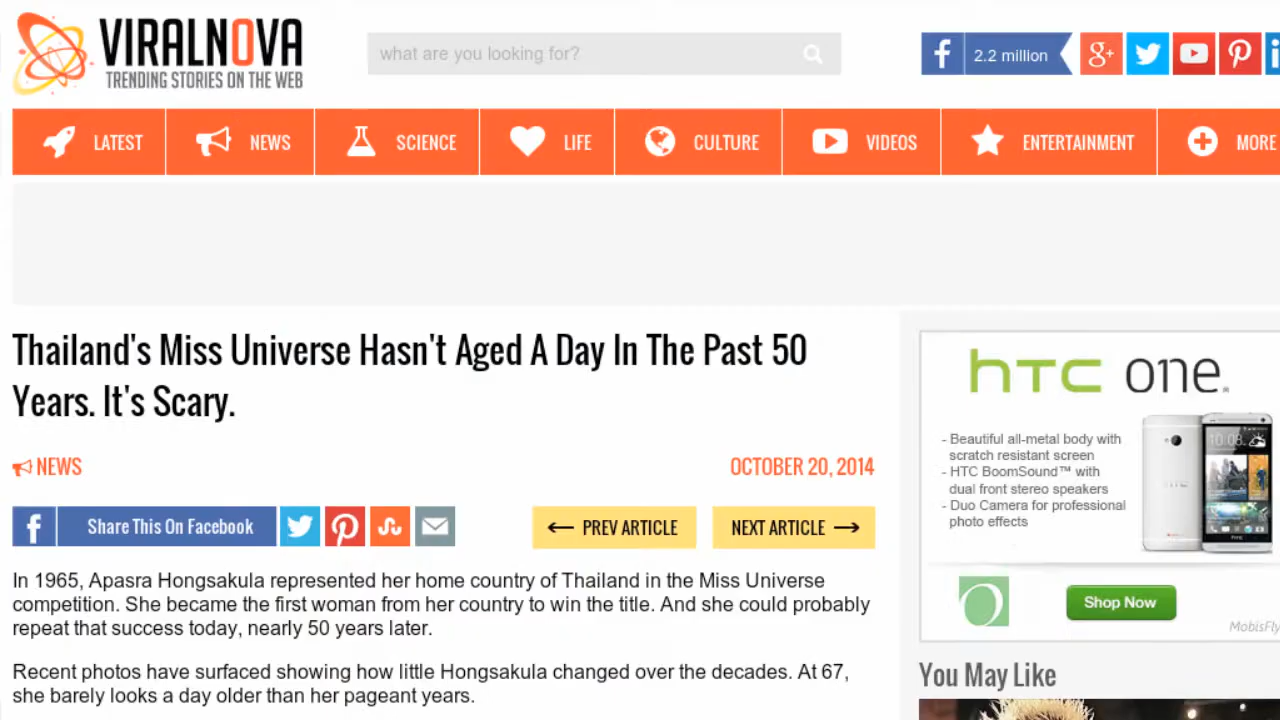 VIRALNOVA
TRENDING STORIES ON THE WEB
what are you looking for?
2.2 million
LATEST
NEWS
SCIENCE
LIFE
CULTURE
VIDEOS
ENTERTAINMENT
MORE
Thailand's Miss Universe Hasn't Aged A Day In The Past 50
Years. It's Scary.
NEWS
OCTOBER 20, 2014
Share This On Facebook
← PREV ARTICLE
NEXT ARTICLE →
In 1965, Apasra Hongsakula represented her home country of Thailand in the Miss Universe
competition. She became the first woman from her country to win the title. And she could probably
repeat that success today, nearly 50 years later.
Recent photos have surfaced showing how little Hongsakula changed over the decades. At 67,
she barely looks a day older than her pageant years.
hTC one
- Beautiful all-metal body with
scratch resistant screen
- HTC BoomSound™ with
dual front stereo speakers
- Duo Camera for professional
photo effects
10:08
Shop Now
MobisFly
You May Like